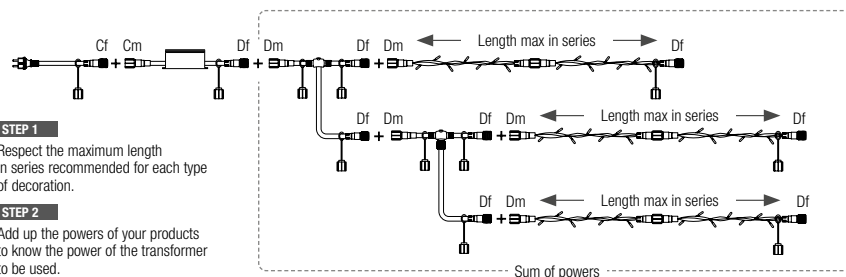 Cf Cm Df Dm Df Dm Length max in series Df
Df Dm Df Dm Length max in series Df
STEP 1
Respect the maximum length
in series recommended for each type
of decoration.
Df Dm Length max in series Df
STEP 2
Add up the powers of your products
to know the power of the transformer
to be used.
Sum of powers